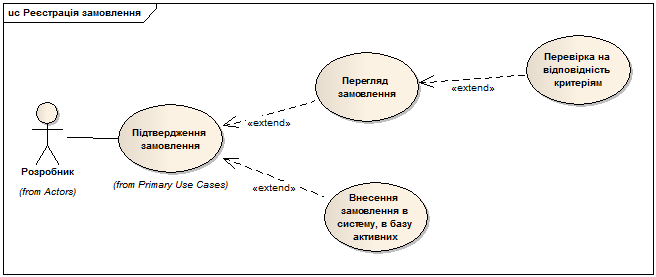 uc Реєстрація замовлення
Перевірка на
відповідність
критеріям
Перегляд
замовлення
«extend»
«extend»
Підтвердження
замовлення
Розробник
(from Actors)
(from Primary Use Cases)
«extend»
Внесення
замовлення в
систему, в базу
активних